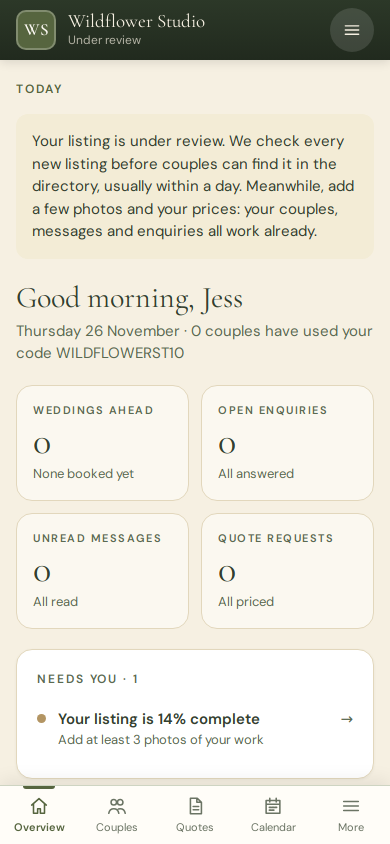 WS
Wildflower Studio
Under review
TODAY
Your listing is under review. We check every
new listing before couples can find it in the
directory, usually within a day. Meanwhile, add
a few photos and your prices: your couples,
messages and enquiries all work already.
Good morning, Jess
Thursday 26 November · 0 couples have used your
code WILDFLOWERST10
WEDDINGS AHEAD
0
None booked yet
OPEN ENQUIRIES
0
All answered
UNREAD MESSAGES
0
All read
QUOTE REQUESTS
0
All priced
NEEDS YOU · 1
Your listing is 14% complete →
Add at least 3 photos of your work
Overview
Couples
Quotes
Calendar
More